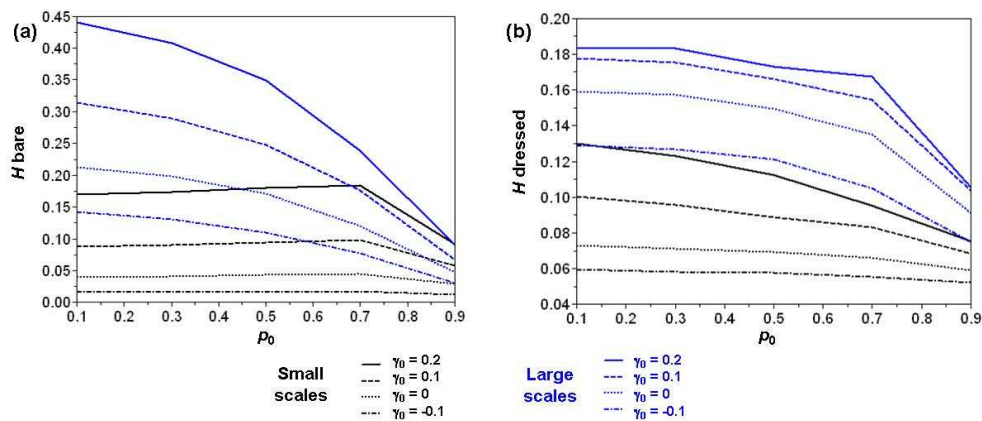 (a)
H bare
0.45
0.40
0.35
0.30
0.25
0.20
0.15
0.10
0.05
0.00
0.1 0.2 0.3 0.4 0.5 0.6 0.7 0.8 0.9
p₀
(b)
H dressed
0.20
0.18
0.16
0.14
0.12
0.10
0.08
0.06
0.04
0.1 0.2 0.3 0.4 0.5 0.6 0.7 0.8 0.9
p₀
Small
scales
γ₀ = 0.2
γ₀ = 0.1
γ₀ = 0
γ₀ = -0.1
Large
scales
γ₀ = 0.2
γ₀ = 0.1
γ₀ = 0
γ₀ = -0.1